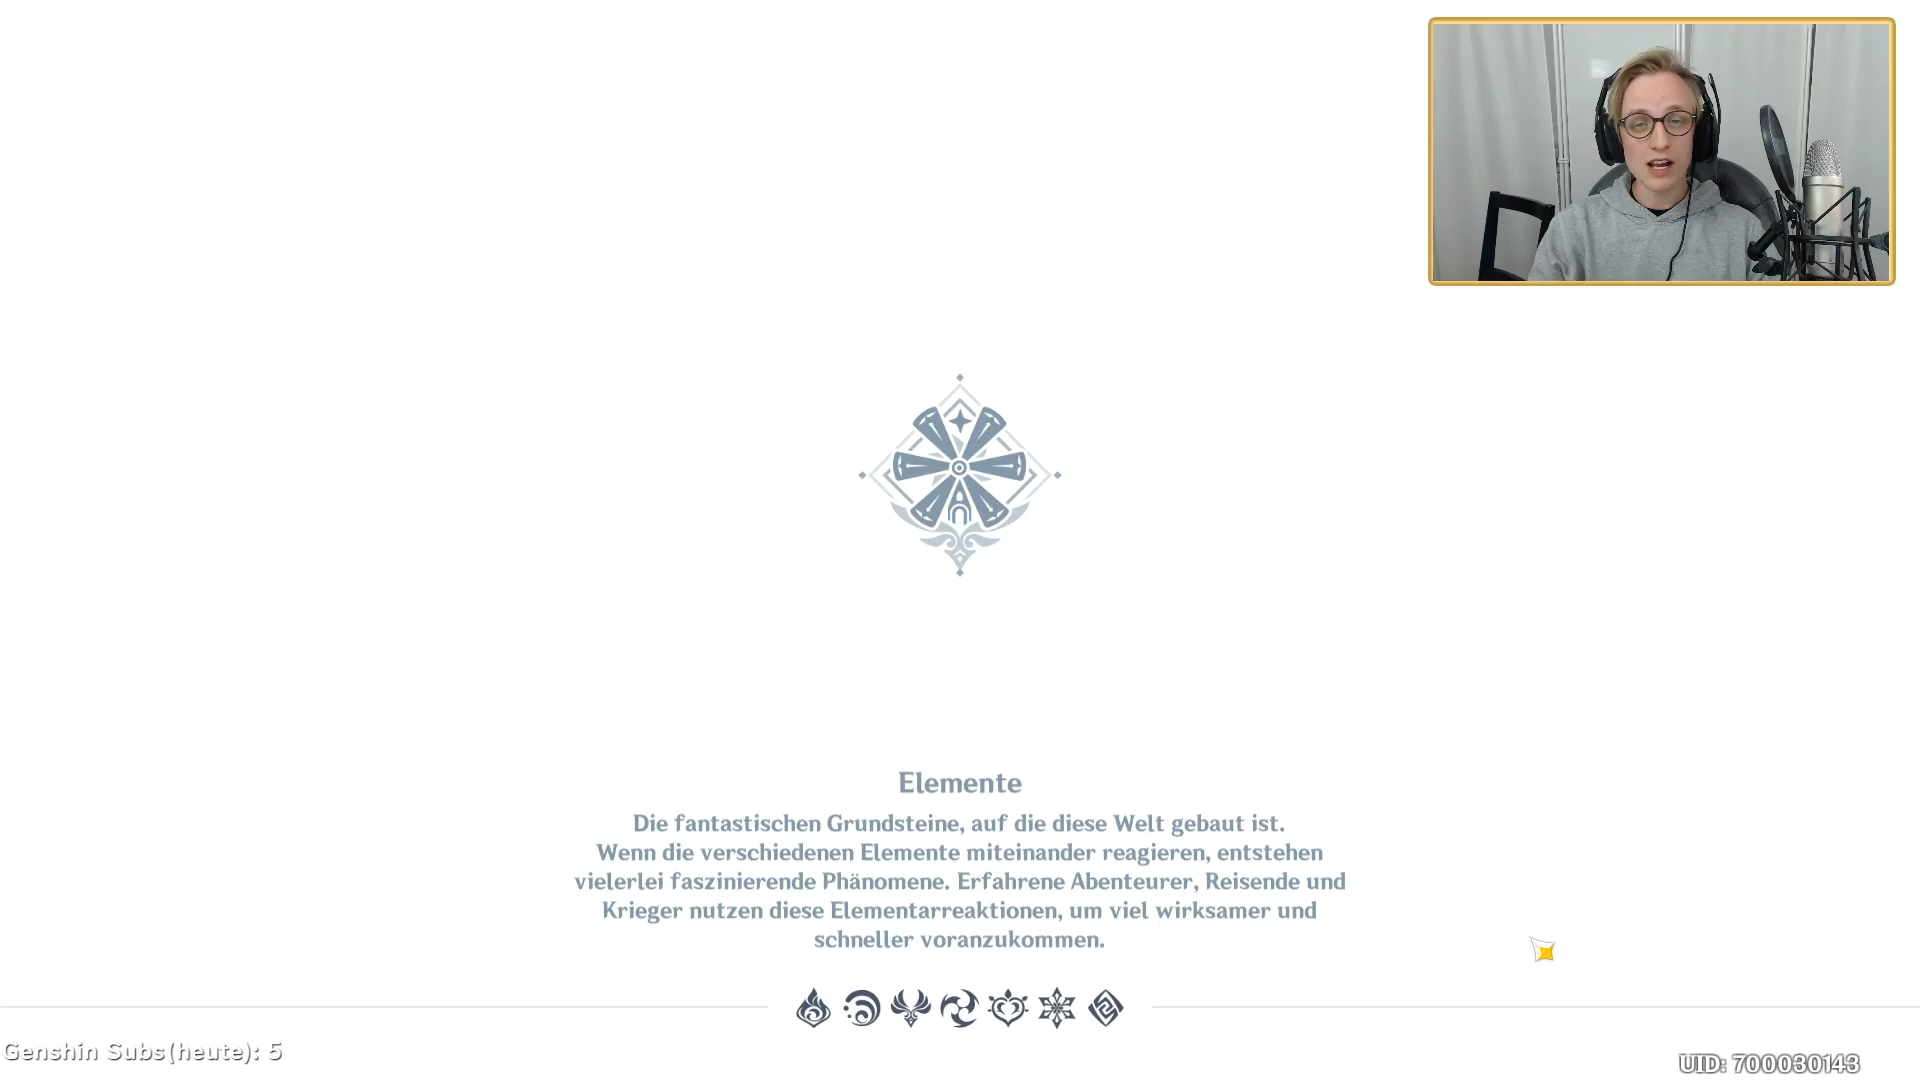 Elemente
Die fantastischen Grundsteine, auf die diese Welt gebaut ist.
Wenn die verschiedenen Elemente miteinander reagieren, entstehen
vielerlei faszinierende Phänomene. Erfahrene Abenteurer, Reisende und
Krieger nutzen diese Elementarreaktionen, um viel wirksamer und
schneller voranzukommen.
Genshin Subs(heute): 5
UID: 700030143